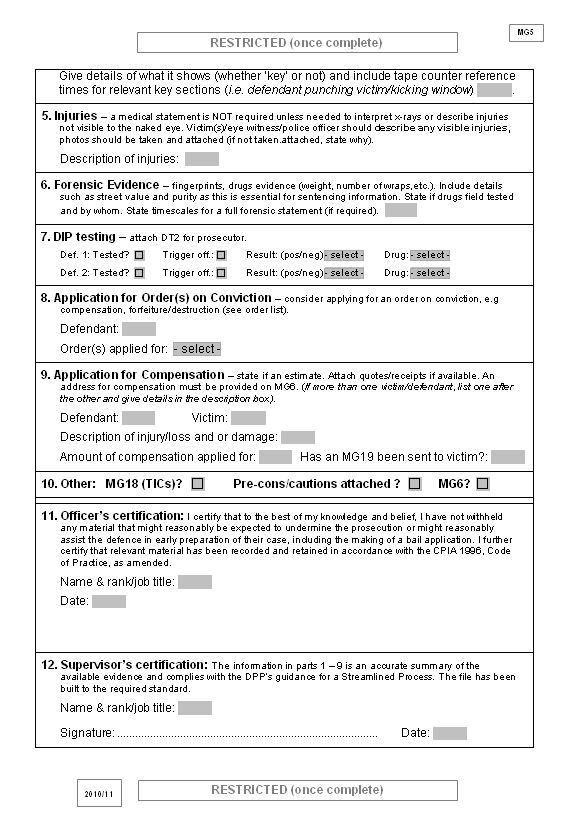 MG5
RESTRICTED (once complete)
Give details of what it shows (whether 'key' or not) and include tape counter reference
times for relevant key sections (i.e. defendant punching victim/kicking window) .
5. Injuries – a medical statement is NOT required unless needed to interpret x-rays or describe injuries
not visible to the naked eye. Victim(s)/eye witness/police officer should describe any visible injuries,
photos should be taken and attached (if not taken.attached, state why).
Description of injuries:
6. Forensic Evidence – fingerprints, drugs evidence (weight, number of wraps,etc.). Include details
such as street value and purity as this is essential for sentencing information. State if drugs field tested
and by whom. State timescales for a full forensic statement (if required).
7. DIP testing – attach DT2 for prosecutor.
Def. 1: Tested? Trigger off.: Result: (pos/neg) - select - Drug: - select -
Def. 2: Tested? Trigger off.: Result: (pos/neg) - select - Drug: - select -
8. Application for Order(s) on Conviction – consider applying for an order on conviction, e.g
compensation, forfeiture/destruction (see order list).
Defendant:
Order(s) applied for: - select -
9. Application for Compensation – state if an estimate. Attach quotes/receipts if available. An
address for compensation must be provided on MG6. (If more than one victim/defendant, list one after
the other and give details in the description box).
Defendant: Victim:
Description of injury/loss and or damage:
Amount of compensation applied for: Has an MG19 been sent to victim?:
10. Other: MG18 (TICs)? Pre-cons/cautions attached ? MG6?
11. Officer's certification: I certify that to the best of my knowledge and belief, I have not withheld
any material that might reasonably be expected to undermine the prosecution or might reasonably
assist the defence in early preparation of their case, including the making of a bail application. I further
certify that relevant material has been recorded and retained in accordance with the CPIA 1996, Code
of Practice, as amended.
Name & rank/job title:
Date:
12. Supervisor's certification: The information in parts 1 – 9 is an accurate summary of the
available evidence and complies with the DPP's guidance for a Streamlined Process. The file has been
built to the required standard.
Name & rank/job title:
Signature: ........................................................................................ Date:
2010/11
RESTRICTED (once complete)